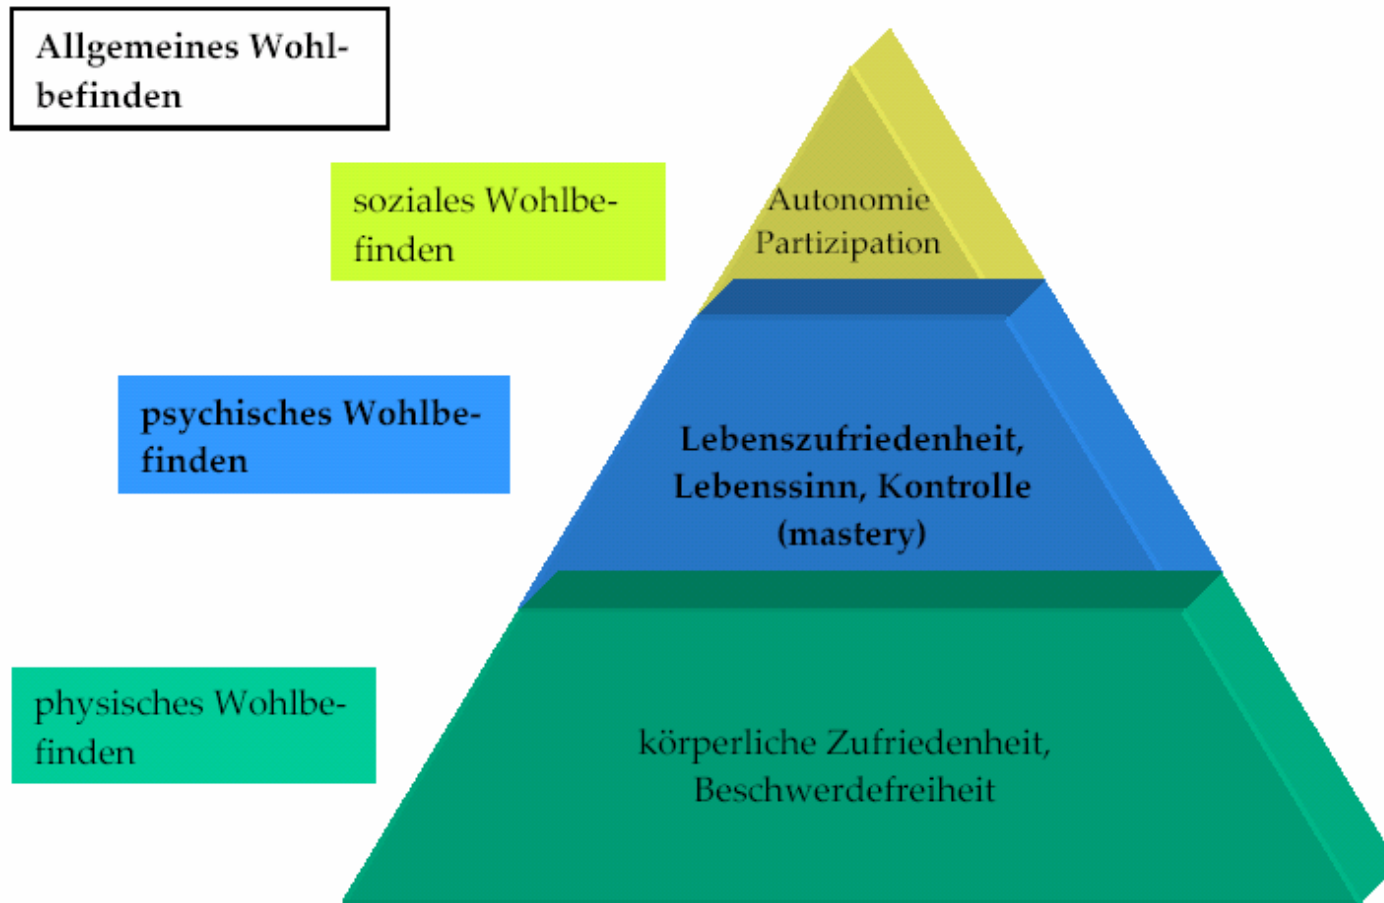 Allgemeines Wohl-
befinden
soziales Wohlbe-
finden
Autonomie
Partizipation
psychisches Wohlbe-
finden
Lebenszufriedenheit,
Lebenssinn, Kontrolle
(mastery)
physisches Wohlbe-
finden
körperliche Zufriedenheit,
Beschwerdefreiheit